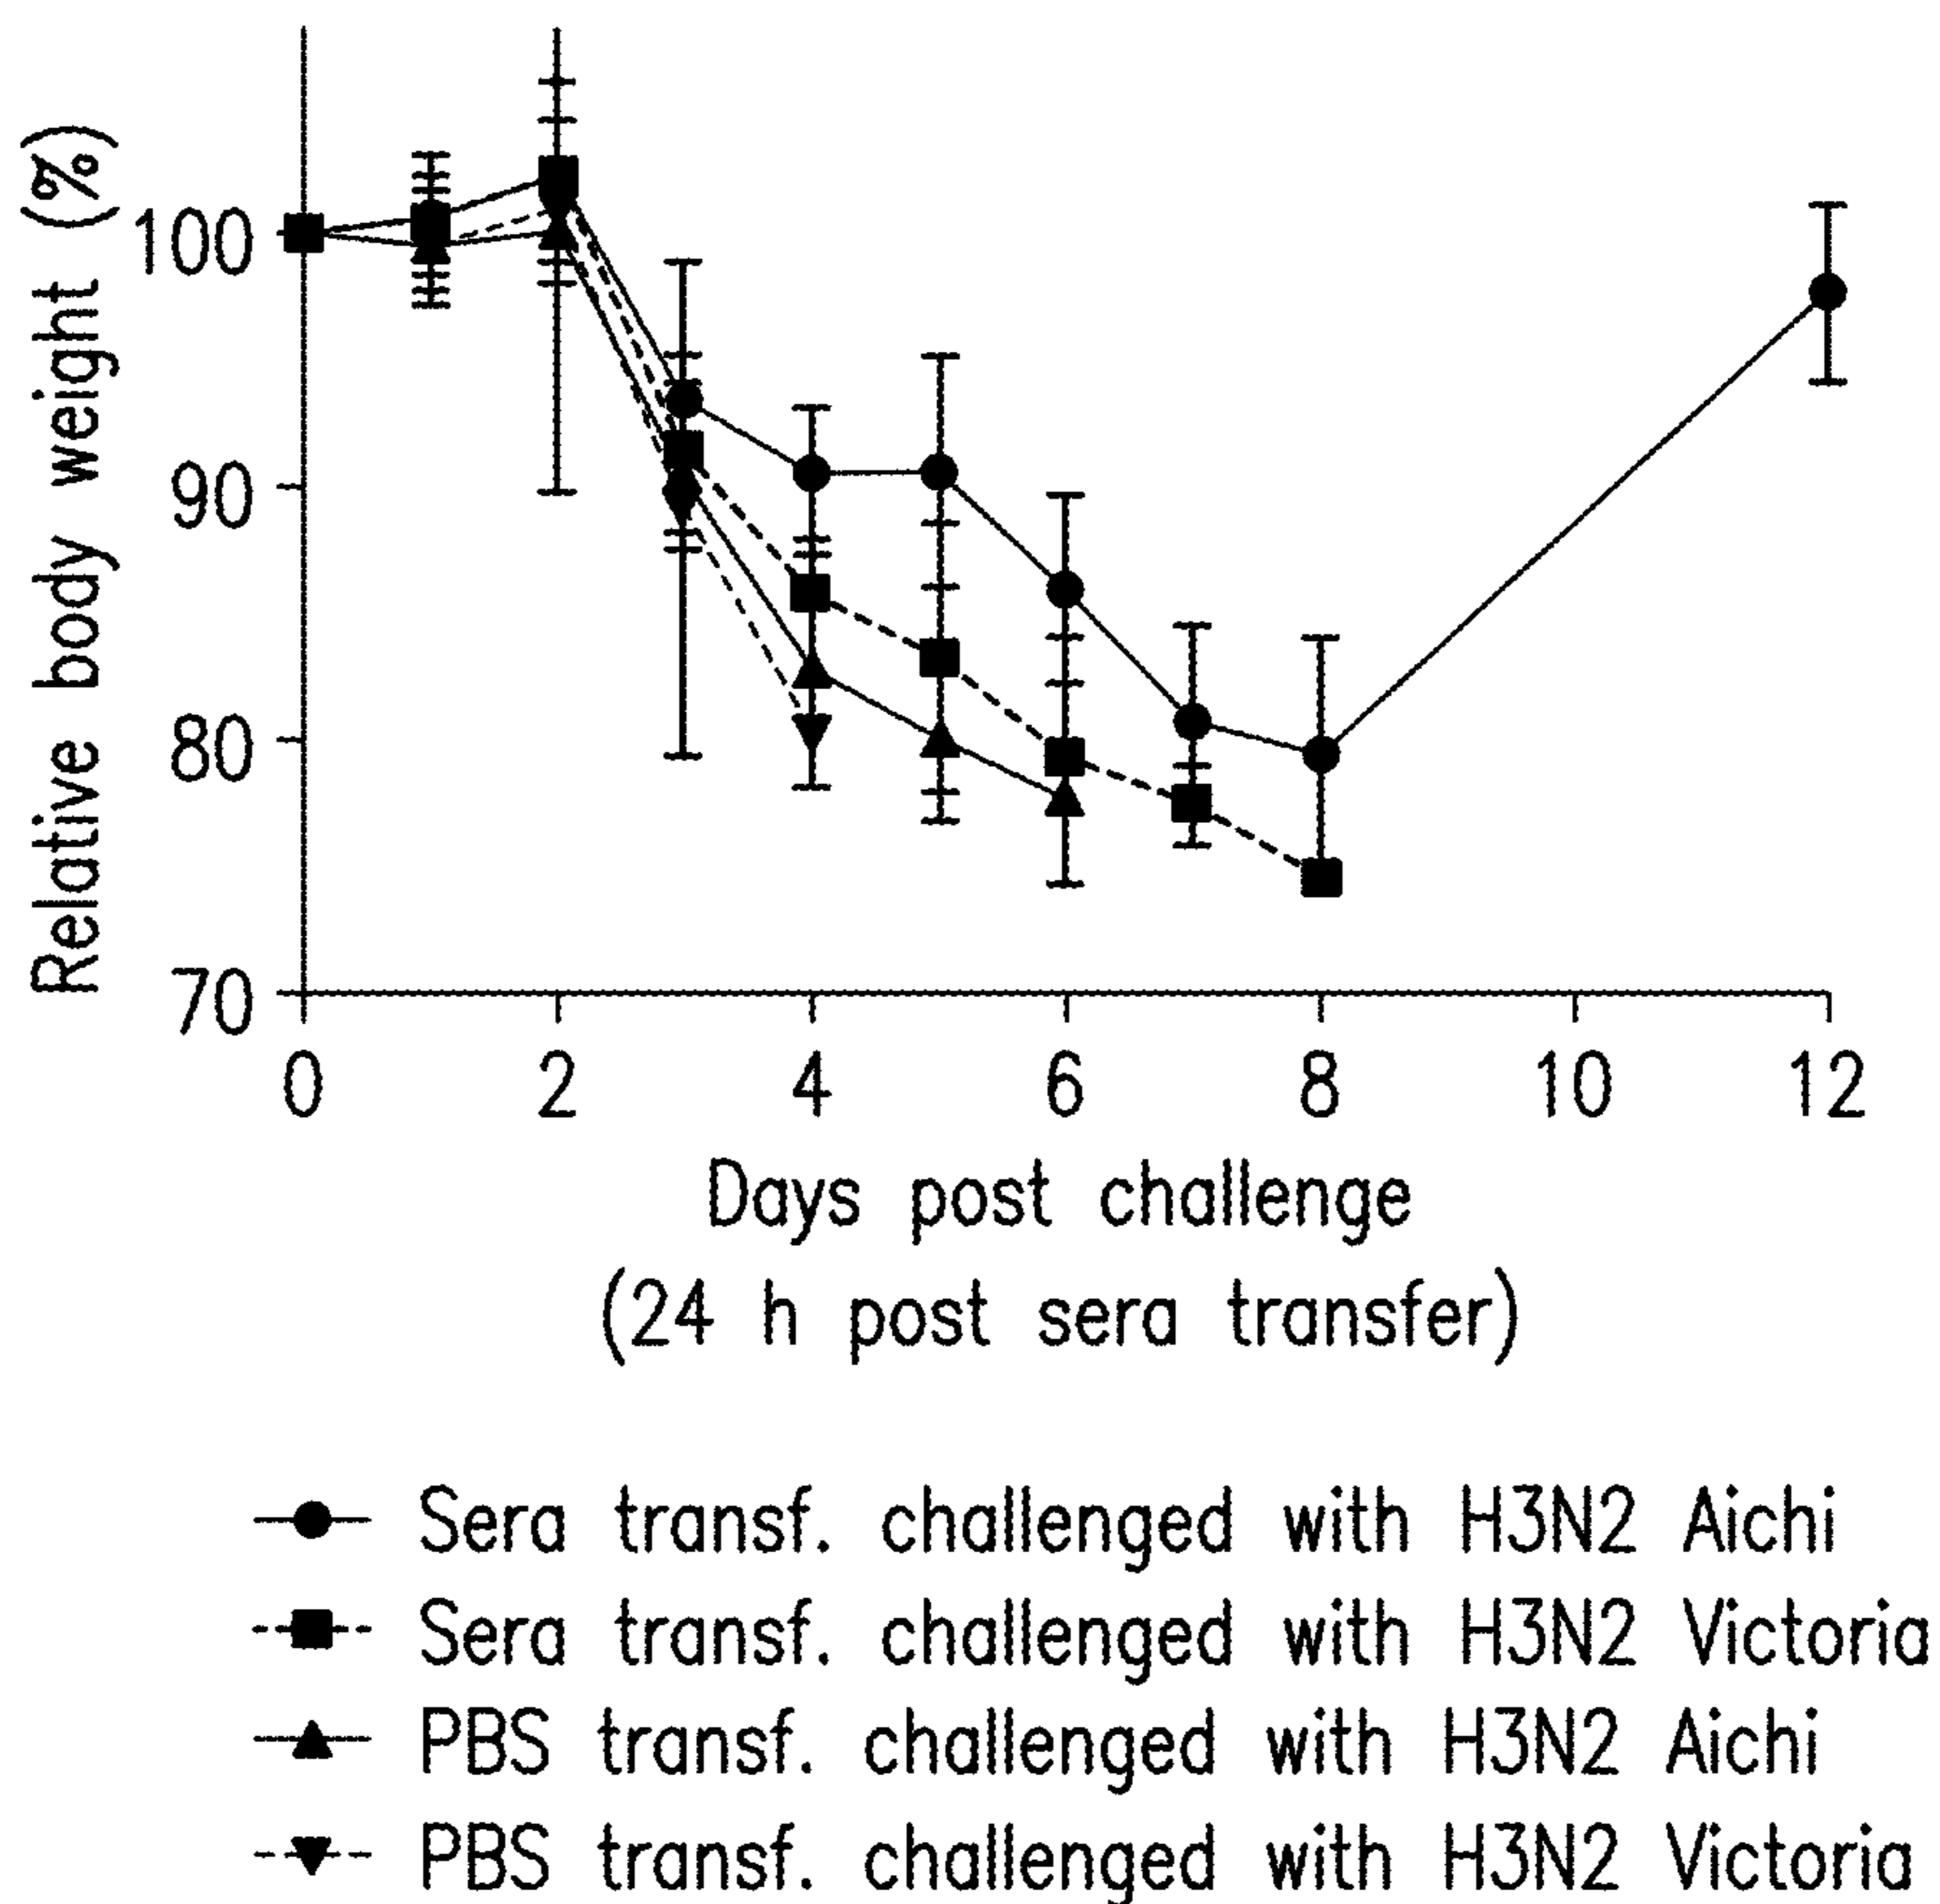 Relative body weight (%)
100
90
80
70
0 2 4 6 8 10 12
Days post challenge
(24 h post sera transfer)
Sera transf. challenged with H3N2 Aichi
Sera transf. challenged with H3N2 Victoria
PBS transf. challenged with H3N2 Aichi
PBS transf. challenged with H3N2 Victoria